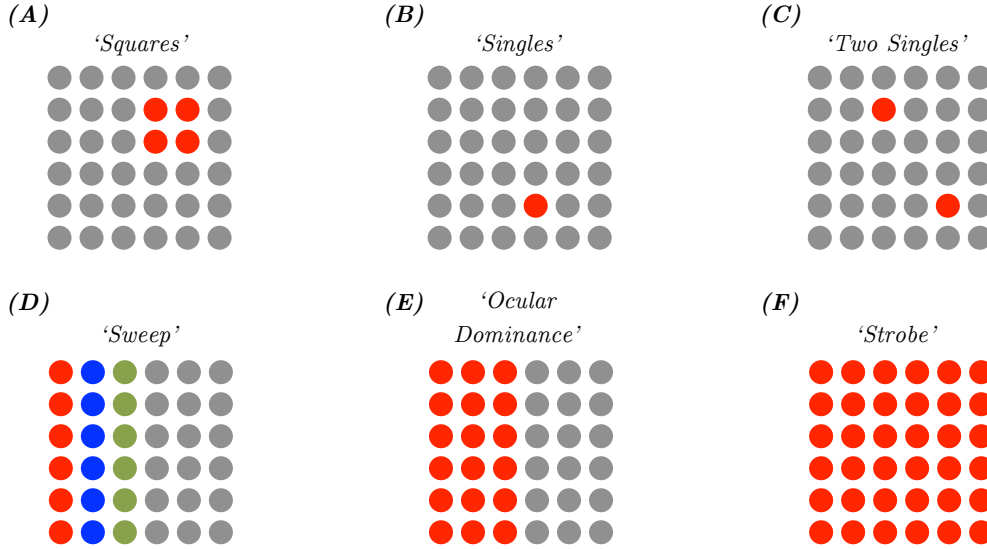 (A)
‘Squares’
(B)
‘Singles’
(C)
‘Two Singles’
(D)
‘Sweep’
(E)
‘Ocular
Dominance’
(F)
‘Strobe’